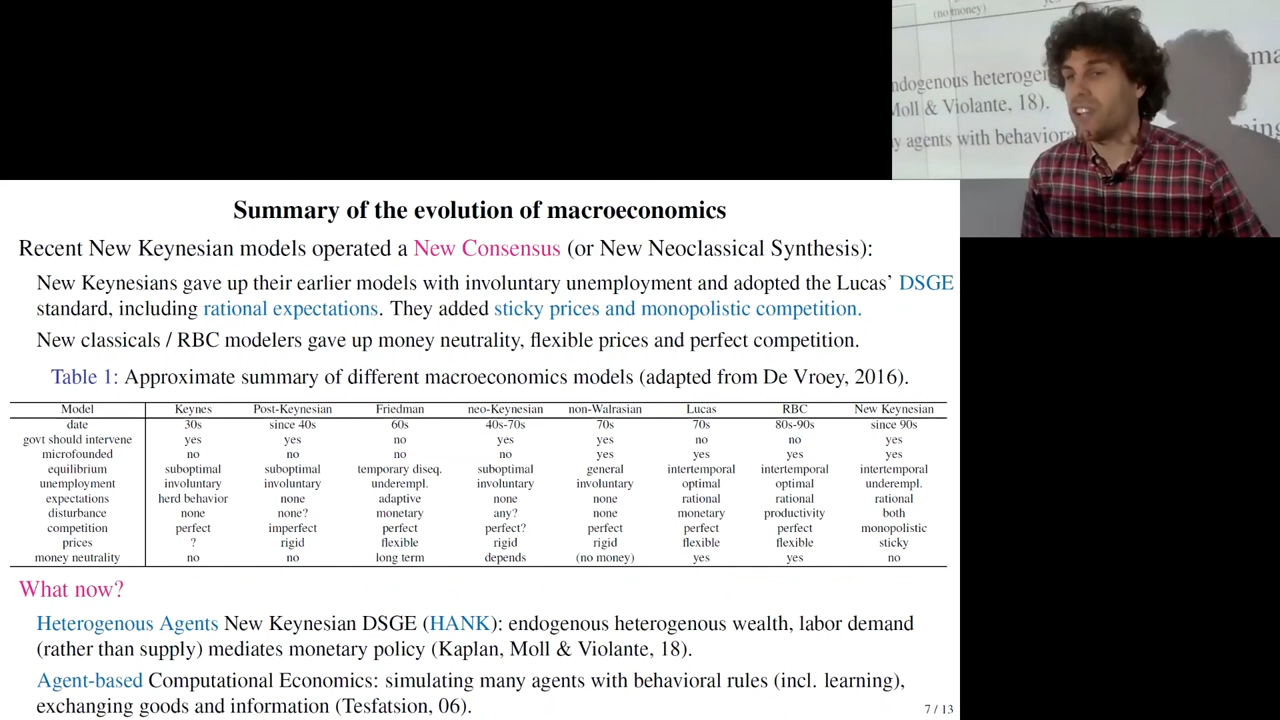 (no money)
ndogenous heteroge
Moll & Violante, 18).
y agents with behavior
Summary of the evolution of macroeconomics
Recent New Keynesian models operated a New Consensus (or New Neoclassical Synthesis):
New Keynesians gave up their earlier models with involuntary unemployment and adopted the Lucas’ DSGE
standard, including rational expectations. They added sticky prices and monopolistic competition.
New classicals / RBC modelers gave up money neutrality, flexible prices and perfect competition.
Table 1: Approximate summary of different macroeconomics models (adapted from De Vroey, 2016).
Model Keynes Post-Keynesian Friedman neo-Keynesian non-Walrasian Lucas RBC New Keynesian
date 30s since 40s 60s 40s-70s 70s 70s 80s-90s since 90s
govt should intervene yes yes no yes yes no no yes
microfounded no no no no yes yes yes yes
equilibrium suboptimal suboptimal temporary diseq. suboptimal general intertemporal intertemporal intertemporal
unemployment involuntary involuntary underempl. involuntary involuntary optimal optimal underempl.
expectations herd behavior none adaptive none none rational rational rational
disturbance none none? monetary any? none monetary productivity both
competition perfect imperfect perfect perfect? perfect perfect perfect monopolistic
prices ? rigid flexible rigid rigid flexible flexible sticky
money neutrality no no long term depends (no money) yes yes no
What now?
Heterogenous Agents New Keynesian DSGE (HANK): endogenous heterogenous wealth, labor demand
(rather than supply) mediates monetary policy (Kaplan, Moll & Violante, 18).
Agent-based Computational Economics: simulating many agents with behavioral rules (incl. learning),
exchanging goods and information (Tesfatsion, 06).
7 / 13